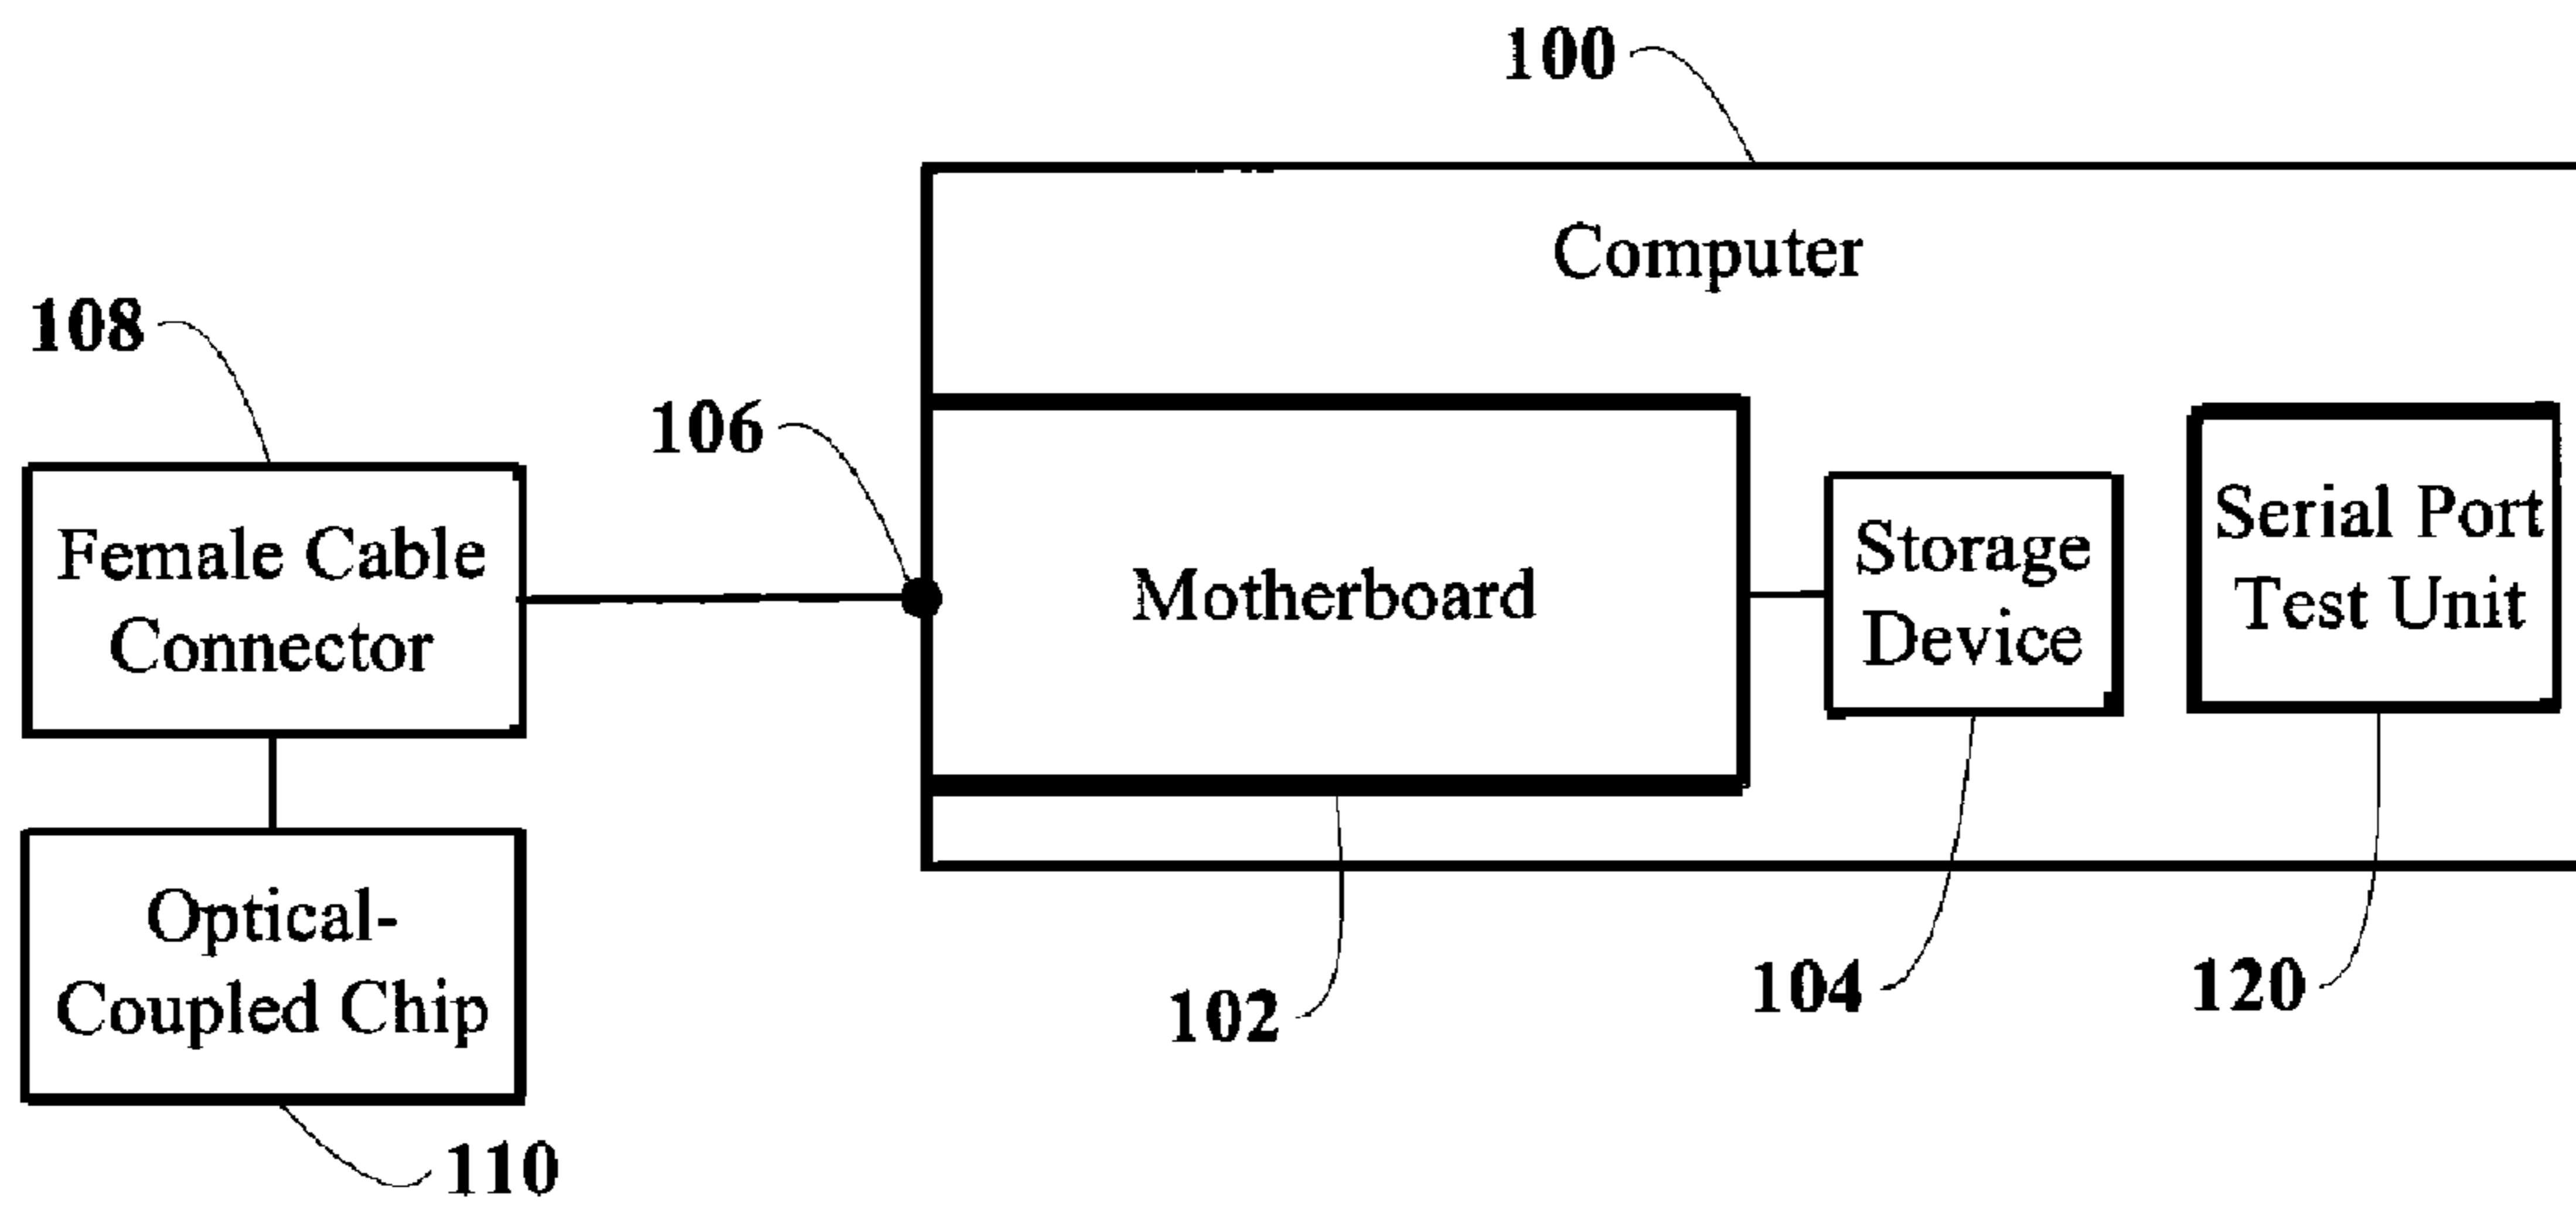 100
Computer
108
106
Female Cable
Connector
Motherboard
Storage
Device
Serial Port
Test Unit
Optical-
Coupled Chip
102
104
120
110